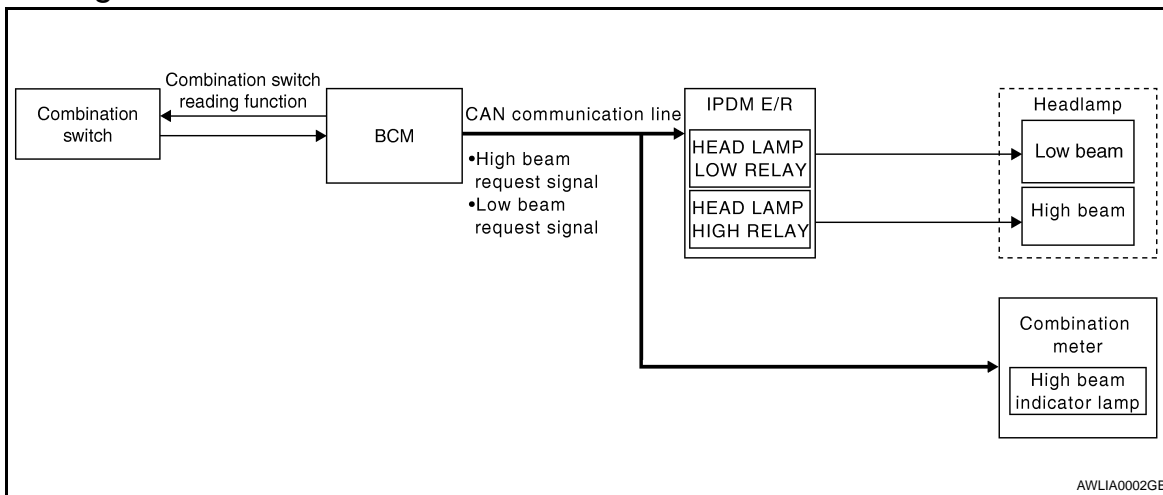 Combination switch
reading function
Combination
switch
BCM
CAN communication line
•High beam
request signal
•Low beam
request signal
IPDM E/R
HEAD LAMP
LOW RELAY
HEAD LAMP
HIGH RELAY
Headlamp
Low beam
High beam
Combination
meter
High beam
indicator lamp